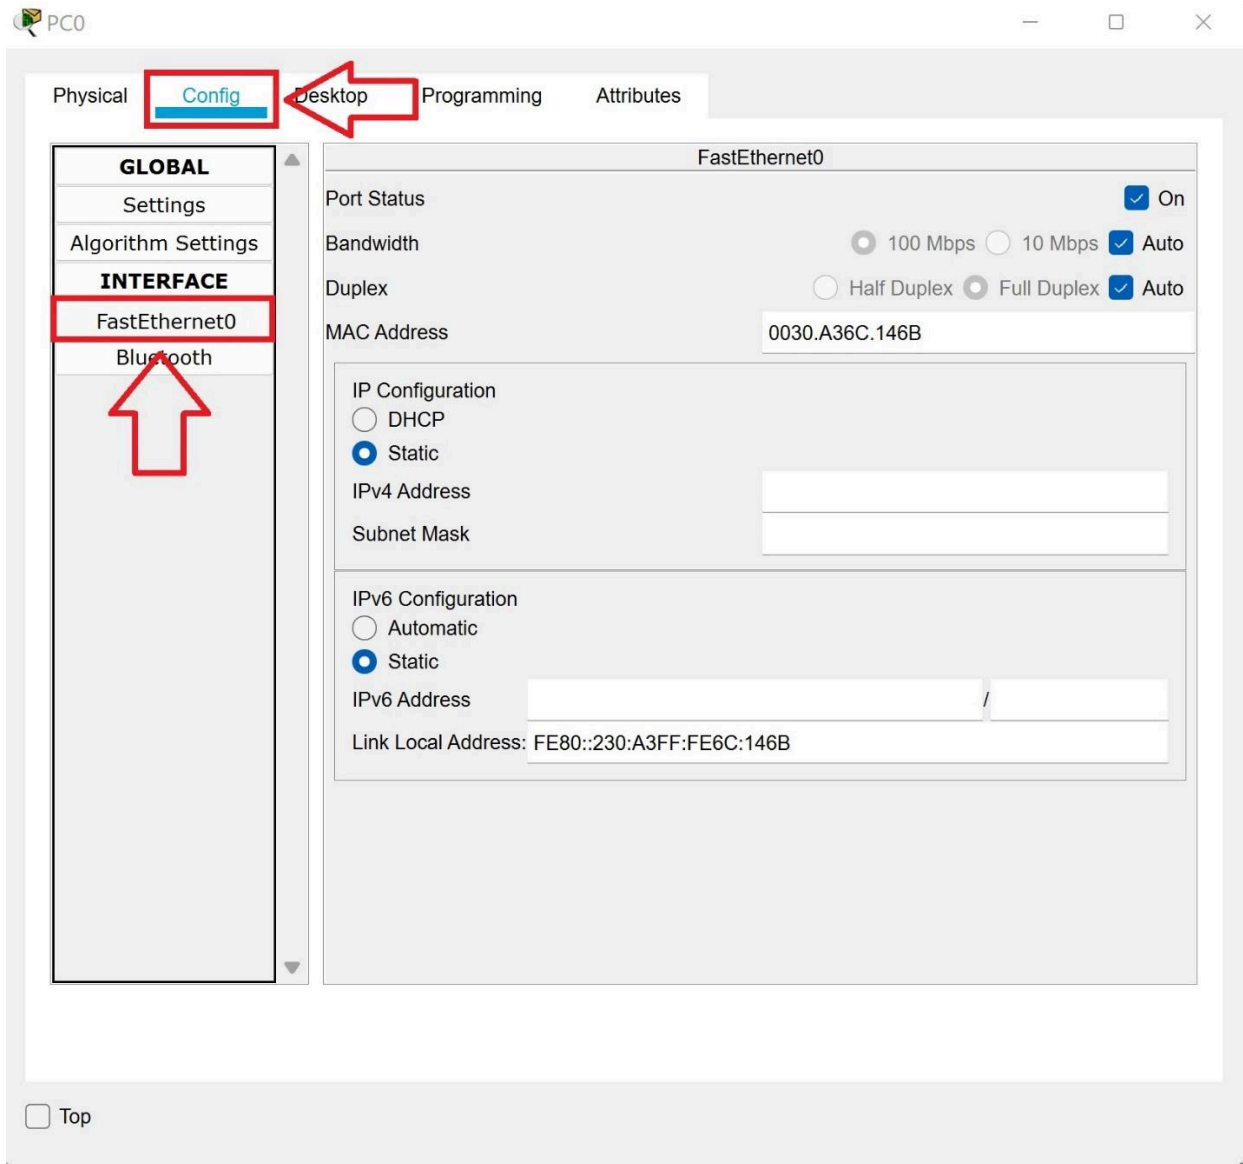 PC0
Physical Config Desktop Programming Attributes
GLOBAL
Settings
Algorithm Settings
INTERFACE
FastEthernet0
Bluetooth
FastEthernet0
Port Status On
Bandwidth 100 Mbps 10 Mbps Auto
Duplex Half Duplex Full Duplex Auto
MAC Address 0030.A36C.146B
IP Configuration
DHCP
Static
IPv4 Address
Subnet Mask
IPv6 Configuration
Automatic
Static
IPv6 Address /
Link Local Address: FE80::230:A3FF:FE6C:146B
Top